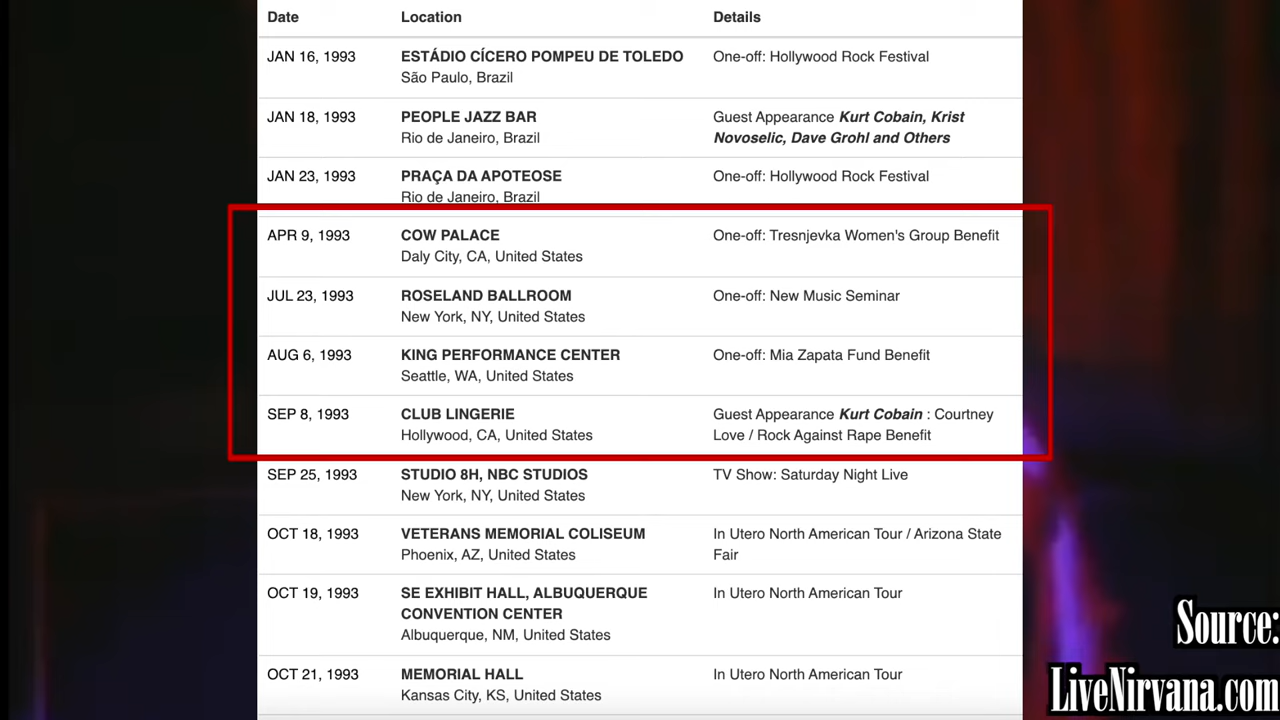 Date Location Details
JAN 16, 1993 ESTÁDIO CÍCERO POMPEU DE TOLEDO One-off: Hollywood Rock Festival
São Paulo, Brazil
JAN 18, 1993 PEOPLE JAZZ BAR Guest Appearance Kurt Cobain, Krist
Rio de Janeiro, Brazil Novoselic, Dave Grohl and Others
JAN 23, 1993 PRAÇA DA APOTEOSE One-off: Hollywood Rock Festival
Rio de Janeiro, Brazil
APR 9, 1993 COW PALACE One-off: Tresnjevka Women's Group Benefit
Daly City, CA, United States
JUL 23, 1993 ROSELAND BALLROOM One-off: New Music Seminar
New York, NY, United States
AUG 6, 1993 KING PERFORMANCE CENTER One-off: Mia Zapata Fund Benefit
Seattle, WA, United States
SEP 8, 1993 CLUB LINGERIE Guest Appearance Kurt Cobain : Courtney
Hollywood, CA, United States Love / Rock Against Rape Benefit
SEP 25, 1993 STUDIO 8H, NBC STUDIOS TV Show: Saturday Night Live
New York, NY, United States
OCT 18, 1993 VETERANS MEMORIAL COLISEUM In Utero North American Tour / Arizona State
Phoenix, AZ, United States Fair
OCT 19, 1993 SE EXHIBIT HALL, ALBUQUERQUE In Utero North American Tour
CONVENTION CENTER
Albuquerque, NM, United States
OCT 21, 1993 MEMORIAL HALL In Utero North American Tour
Kansas City, KS, United States
Source:
LiveNirvana.com